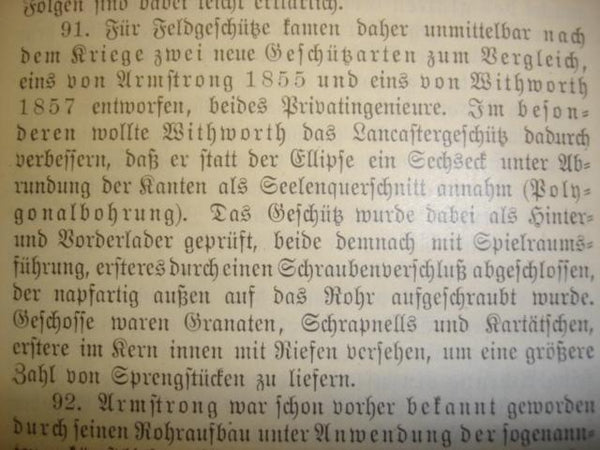 Folgen sind dabei leicht erklärlich.
91. Für Feldgeschütze kamen daher unmittelbar nach
dem Kriege zwei neue Geschützarten zum Vergleich,
eins von Armstrong 1855 und eins von Withworth
1857 entworfen, beides Privatingenieure. Im beson-
deren wollte Withworth das Lancastergeschütz dadurch
verbessern, daß er statt der Ellipse ein Sechseck unter Ab-
rundung der Kanten als Seelenquerschnitt annahm (Poly-
gonalbohrung). Das Geschütz wurde dabei als Hinter-
und Vorderlader geprüft, beide demnach mit Spielraums-
führung, ersteres durch einen Schraubenverschluß abgeschlossen,
der napfartig außen auf das Rohr aufgeschraubt wurde.
Geschosse waren Granaten, Schrapnells und Kartätschen,
erstere im Kern innen mit Riefen versehen, um eine größere
Zahl von Sprengstücken zu liefern.
92. Armstrong war schon vorher bekannt geworden
durch seinen Rohraufbau unter Anwendung der sogenann-